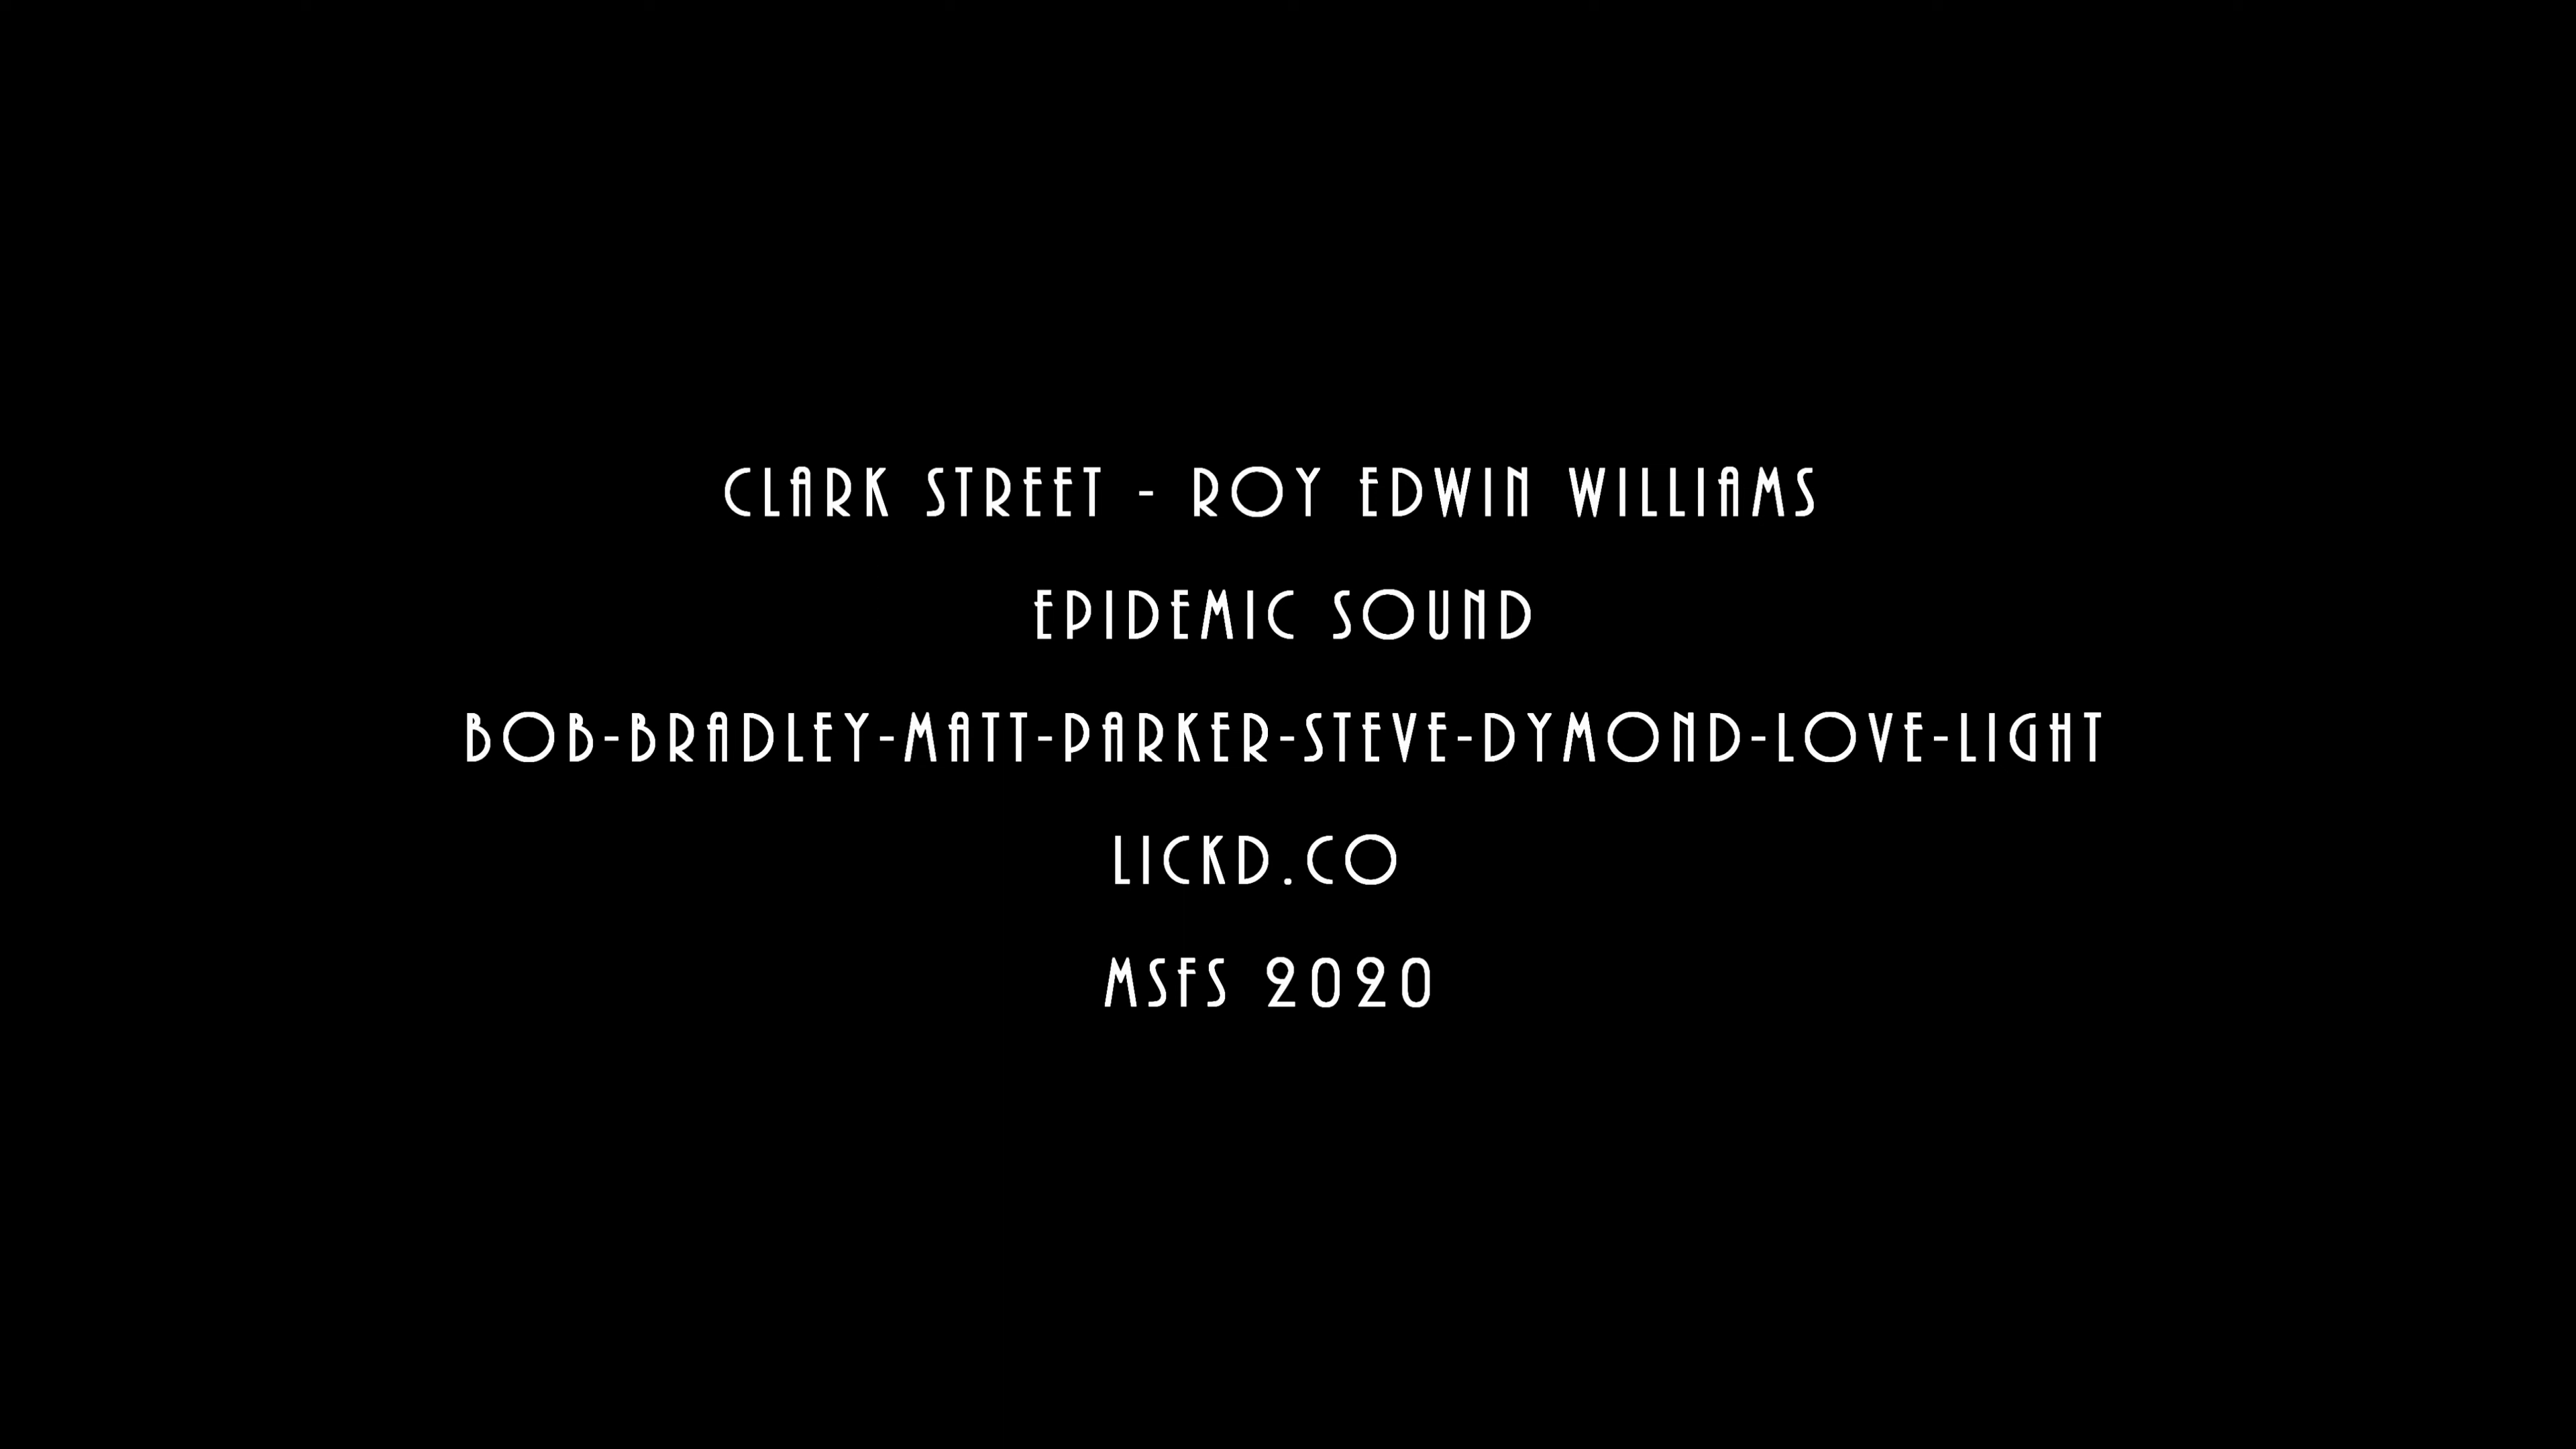 CLARK STREET - ROY EDWIN WILLIAMS
EPIDEMIC SOUND
BOB-BRADLEY-MATT-PARKER-STEVE-DYMOND-LOVE-LIGHT
LICKD.CO
MSFS 2020